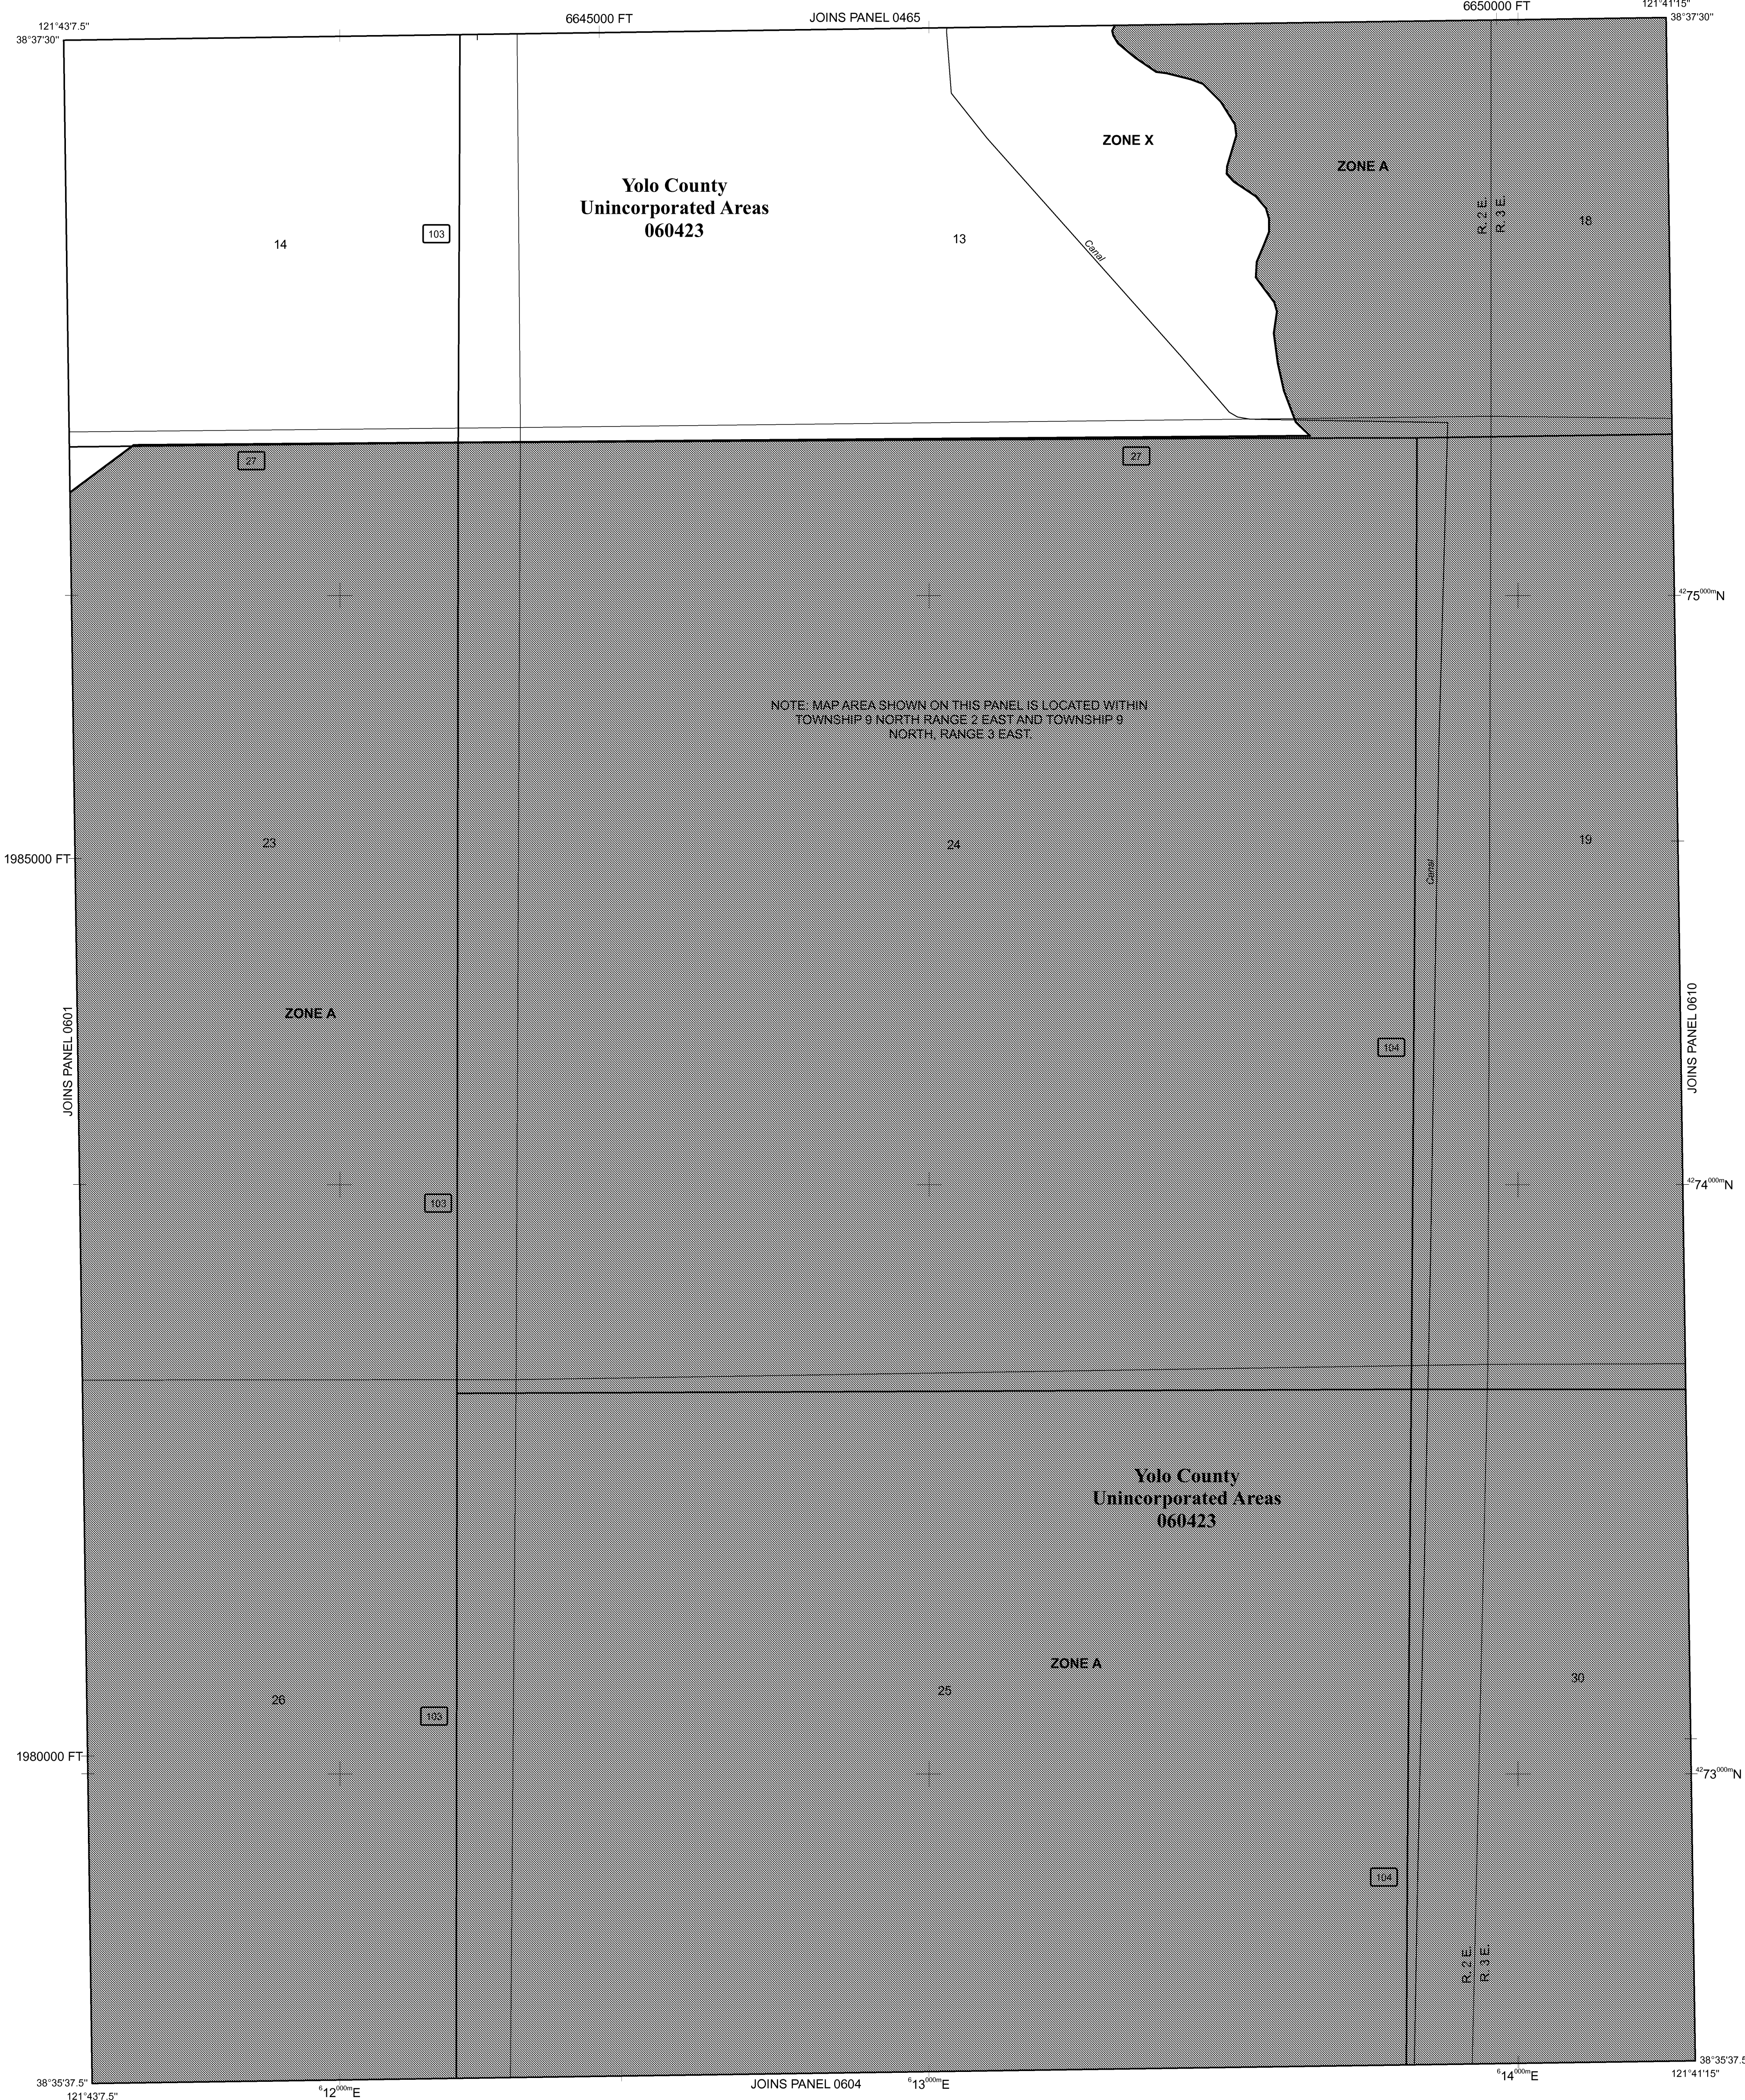 6645000 FT
JOINS PANEL 0465
6650000 FT
121°41'15"
121°43'7.5"
38°37'30"
38°37'30"
ZONE X
ZONE A
Yolo County
Unincorporated Areas
060423
R. 2 E.
R. 3 E.
18
14
103
13
Canal
27
27
4275000mN
NOTE: MAP AREA SHOWN ON THIS PANEL IS LOCATED WITHIN
TOWNSHIP 9 NORTH RANGE 2 EAST AND TOWNSHIP 9
NORTH, RANGE 3 EAST.
23
24
19
1985000 FT
Canal
ZONE A
JOINS PANEL 0601
104
JOINS PANEL 0610
103
4274000mN
Yolo County
Unincorporated Areas
060423
ZONE A
26
25
30
103
1980000 FT
4273000mN
104
R. 2 E.
R. 3 E.
38°35'37.5"
121°43'7.5"
612000mE
JOINS PANEL 0604
613000mE
614000mE
38°35'37.5
121°41'15"